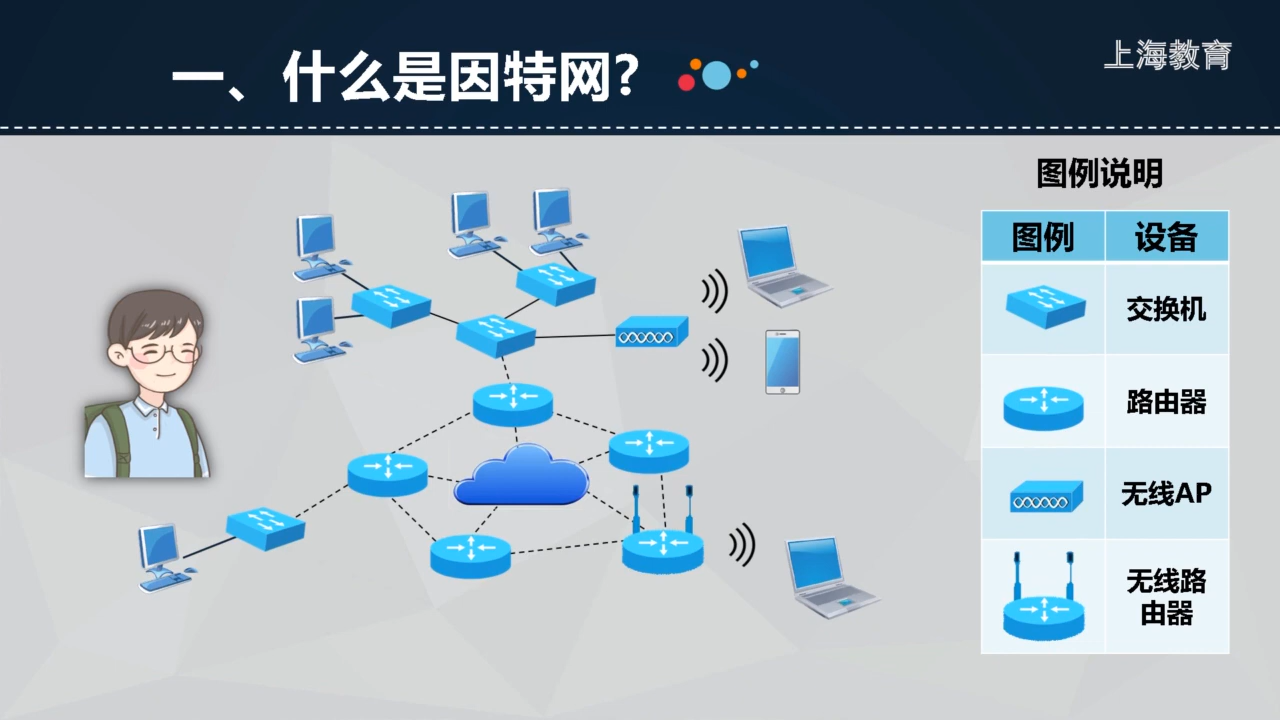 一、什么是因特网？
上海教育
图例说明
图例 设备
交换机
路由器
无线AP
无线路
由器